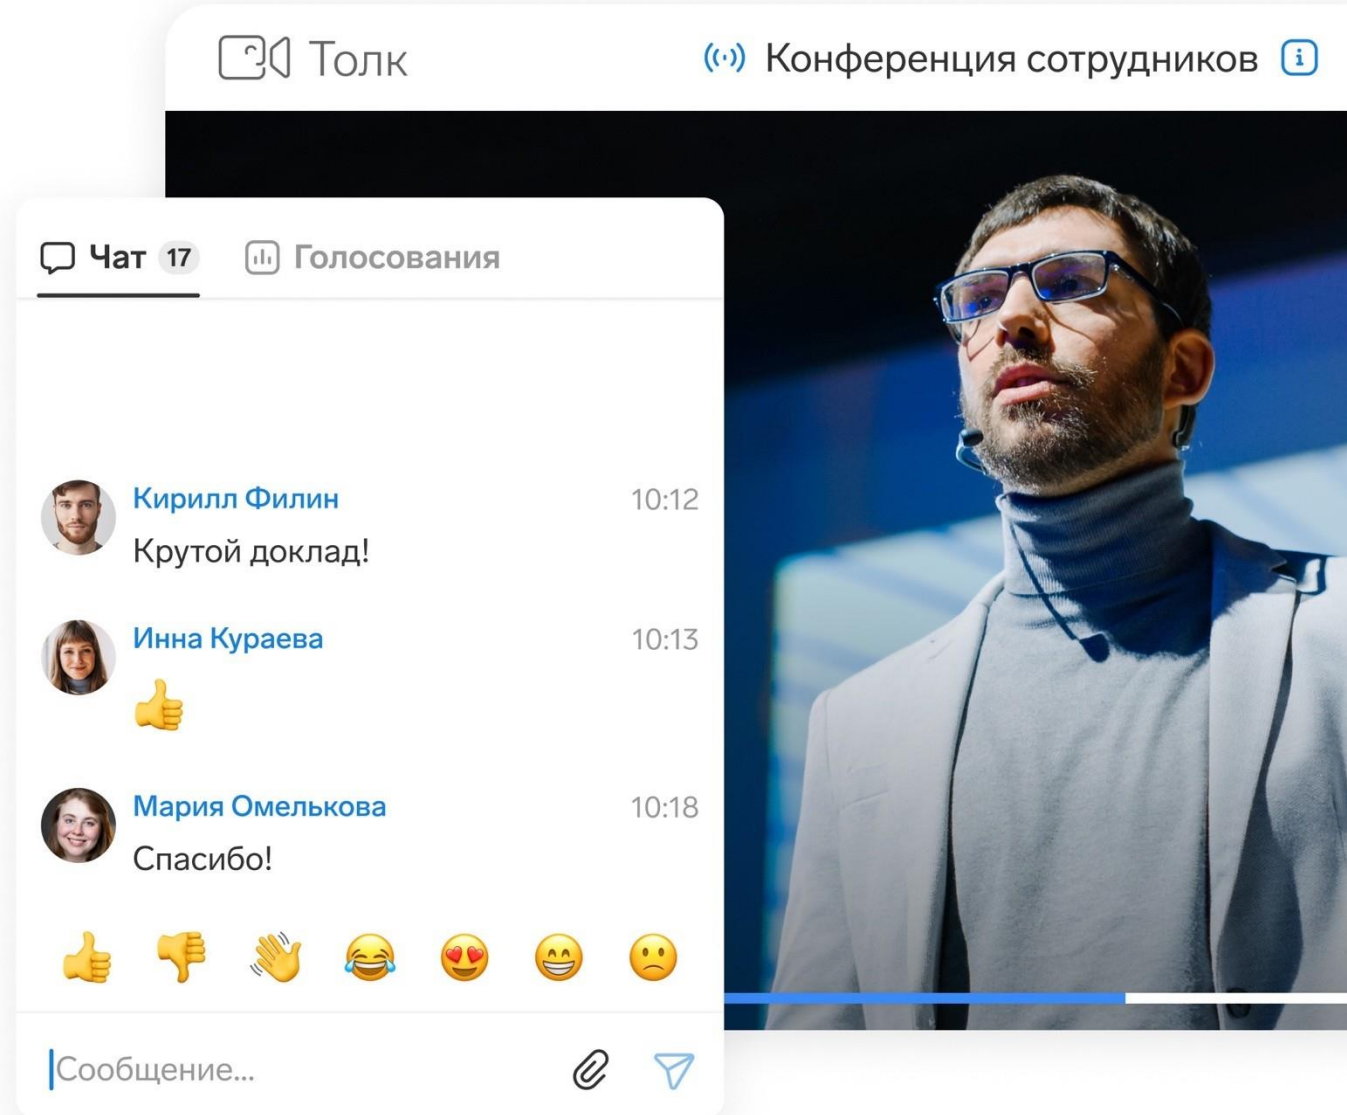 Толк
Конференция сотрудников
Чат 17
Голосования
Кирилл Филин 10:12
Крутой доклад!
Инна Кураева 10:13
Мария Омелькова 10:18
Спасибо!
Сообщение...